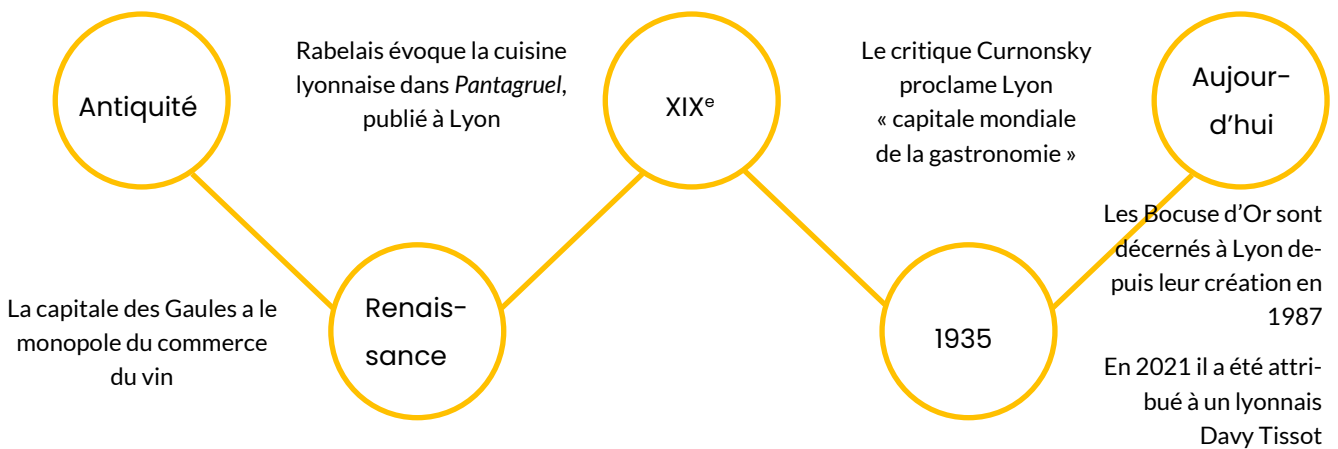 Antiquité
La capitale des Gaules a le
monopole du commerce
du vin
Rabelais évoque la cuisine
lyonnaise dans Pantagruel,
publié à Lyon
Renais-
sance
XIXᵉ
Le critique Curnonsky
proclame Lyon
« capitale mondiale
de la gastronomie »
1935
Aujour-
d’hui
Les Bocuse d’Or sont
décernés à Lyon de-
puis leur création en
1987
En 2021 il a été attri-
bué à un lyonnais
Davy Tissot